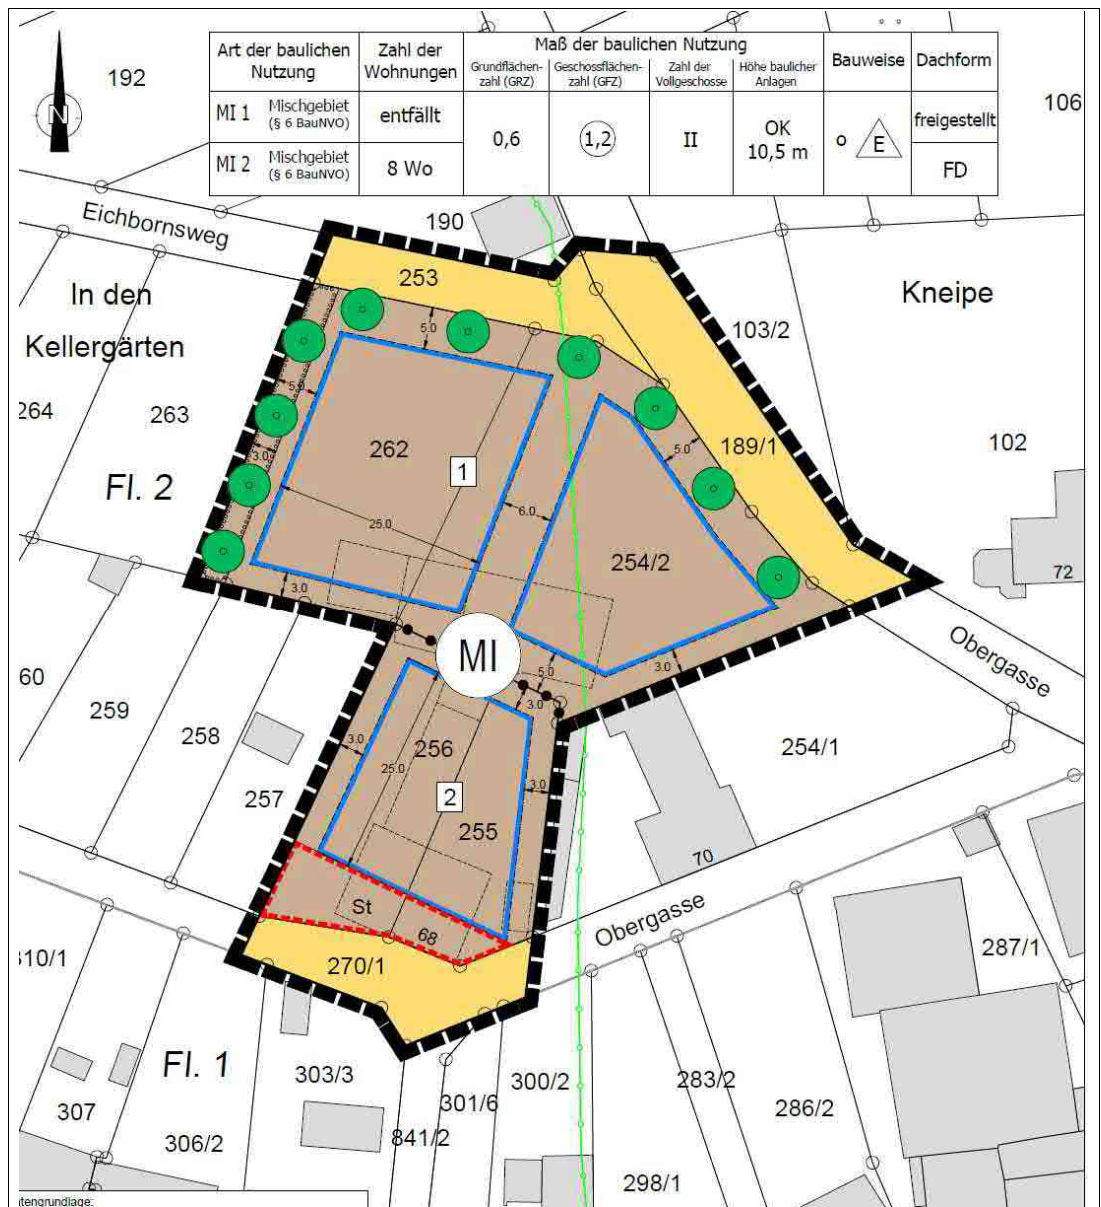 Art der baulichen
Nutzung
Zahl der
Wohnungen
Maß der baulichen Nutzung
Grundflächen-
zahl (GRZ)
Geschossflächen-
zahl (GFZ)
Zahl der
Vollgeschosse
Höhe baulicher
Anlagen
Bauweise
Dachform
MI 1
Mischgebiet
(§ 6 BauNVO)
entfällt
0,6
1,2
II
OK
10,5 m
o
E
freigestellt
MI 2
Mischgebiet
(§ 6 BauNVO)
8 Wo
FD
N
192
106
Eichbornsweg
190
253
In den
Kellergärten
Kneipe
103/2
5.0
264
263
5.0
262
1
189/1
102
5.0
3.0
Fl. 2
6.0
25.0
254/2
72
3.0
MI
Obergasse
3.0
5.0
60
259
258
3.0
3.0
256
254/1
25.0
3.0
257
2
255
70
St
68
Obergasse
310/1
270/1
287/1
Fl. 1
303/3
300/2
283/2
307
301/6
286/2
306/2
841/2
298/1
tengrundlage: